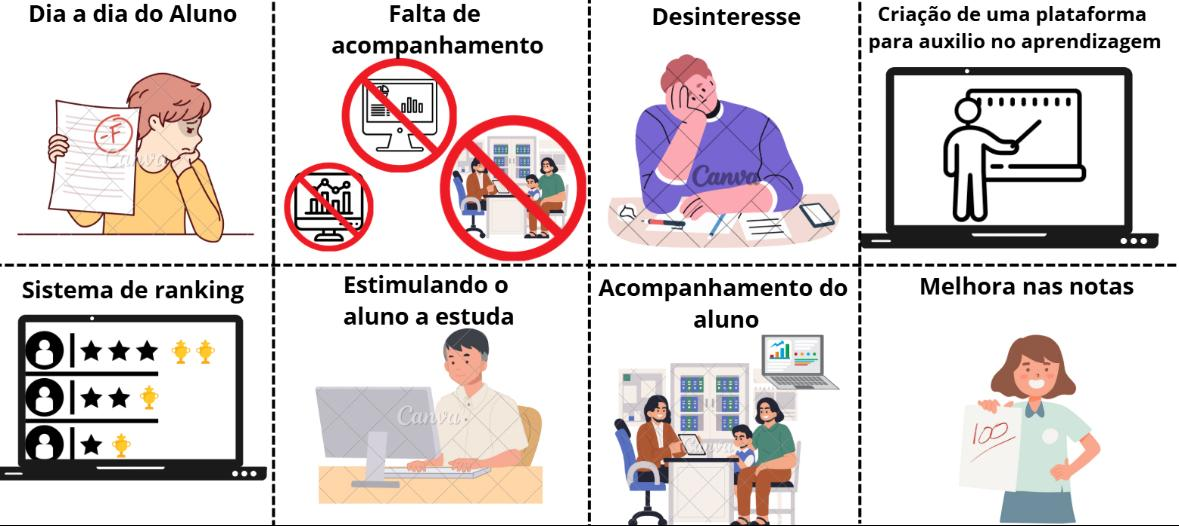 Dia a dia do Aluno
Falta de
acompanhamento
Desinteresse
Criação de uma plataforma
para auxilio no aprendizagem
-F
Canva
Canva
Sistema de ranking
Estimulando o
aluno a estuda
Acompanhamento do
aluno
Melhora nas notas
Canva
Canva
100